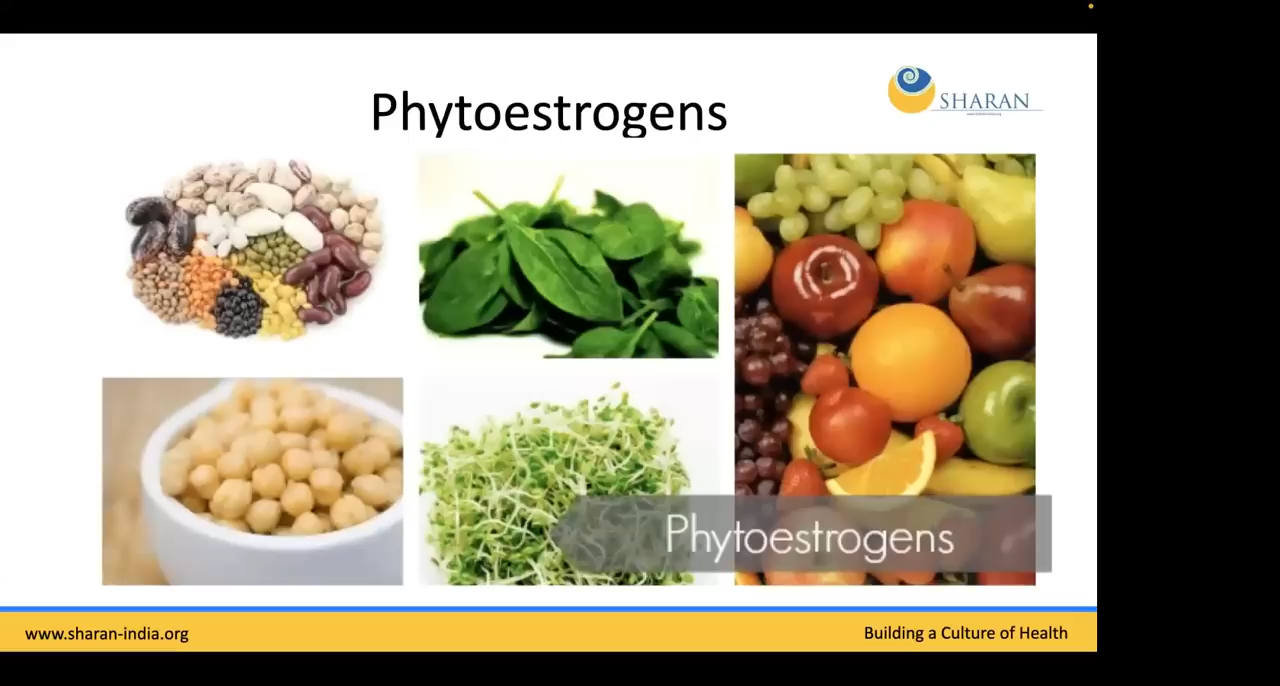 Phytoestrogens
SHARAN
Phytoestrogens
www.sharan-india.org
Building a Culture of Health